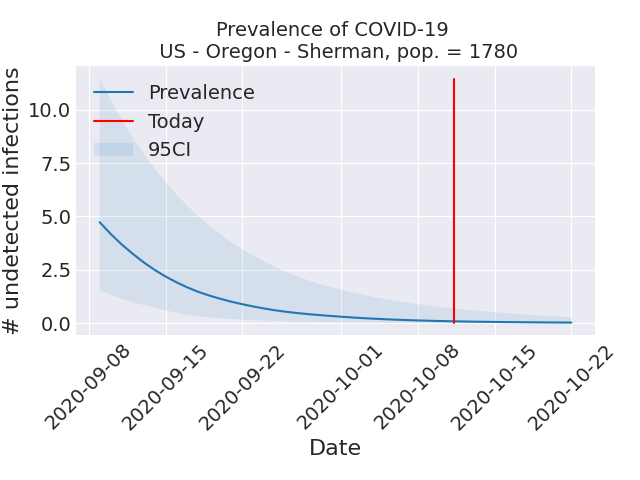 Prevalence of COVID-19
US - Oregon - Sherman, pop. = 1780
# undetected infections
10.0
7.5
5.0
2.5
0.0
Prevalence
Today
95CI
2020-09-08
2020-09-15
2020-09-22
2020-10-01
2020-10-08
2020-10-15
2020-10-22
Date